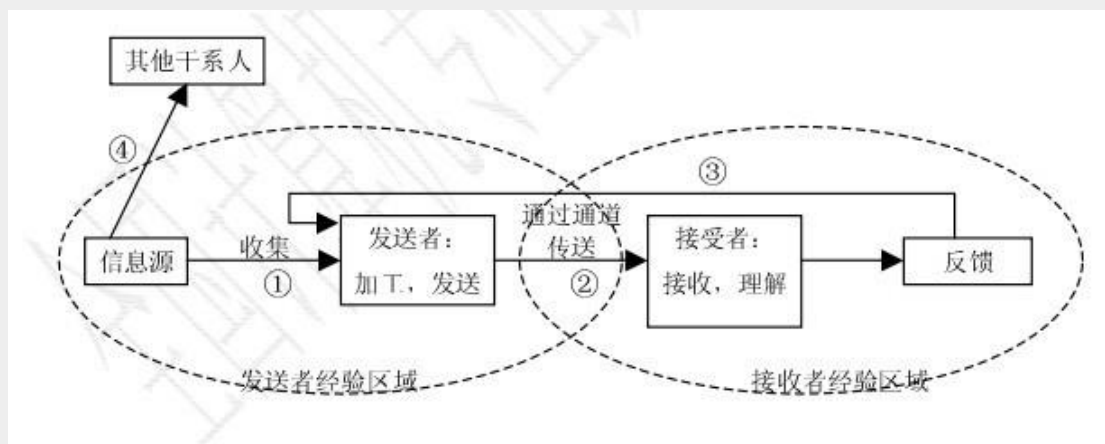 其他干系人
④
③
信息源
收集
①
发送者：
加工，发送
通过通道
传送
②
接受者：
接收，理解
反馈
发送者经验区域
接收者经验区域